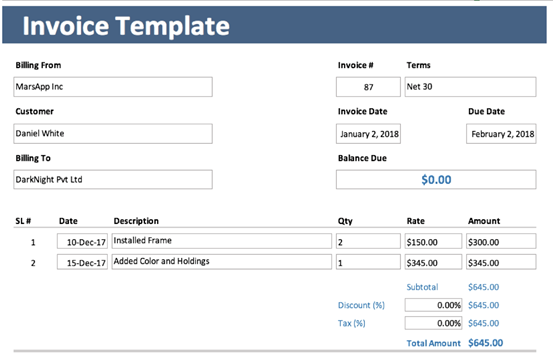 Invoice Template
Billing From Invoice # Terms
MarsApp Inc 87 Net 30
Customer Invoice Date Due Date
Daniel White January 2, 2018 February 2, 2018
Billing To Balance Due
DarkNight Pvt Ltd $0.00
SL # Date Description Qty Rate Amount
1 10-Dec-17 Installed Frame 2 $150.00 $300.00
2 15-Dec-17 Added Color and Holdings 1 $345.00 $345.00
Subtotal $645.00
Discount (%) 0.00% $645.00
Tax (%) 0.00% $645.00
Total Amount $645.00